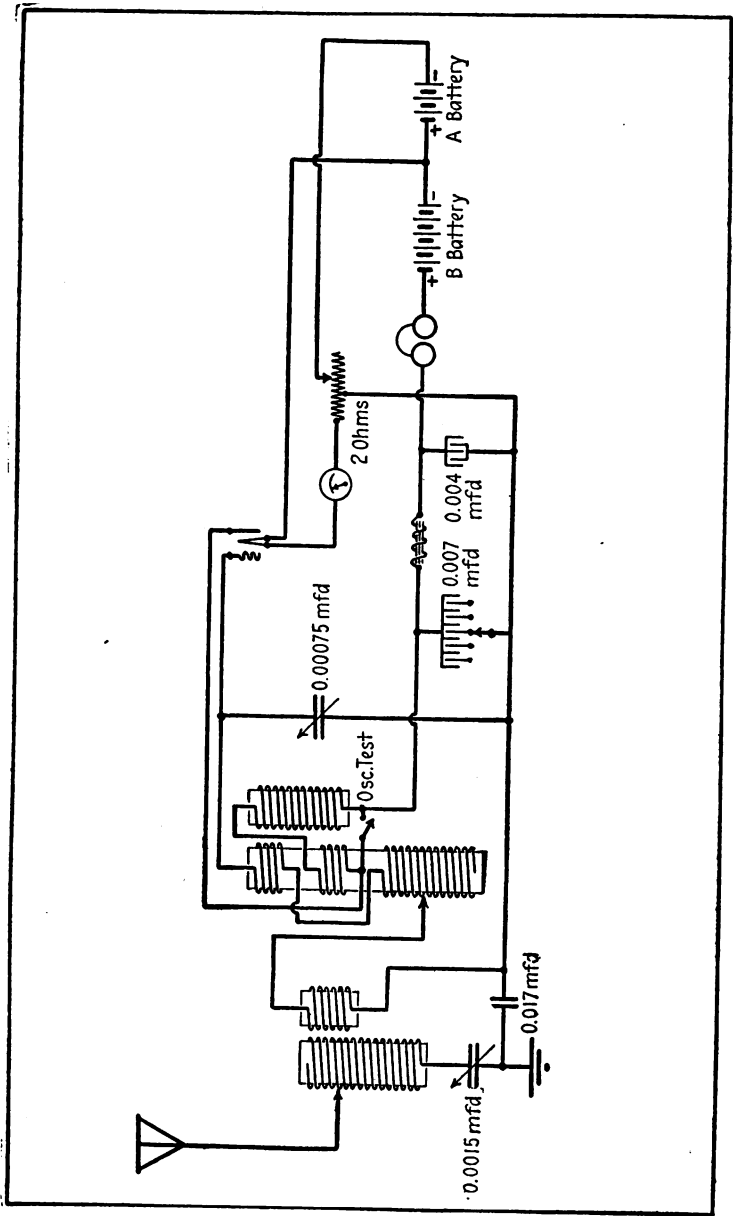 A Battery
+
-
B Battery
+
-
2 Ohms
0.004
mfd
0.007
mfd
0.00075 mfd
Osc.Test
0.017 mfd
0.0015 mfd